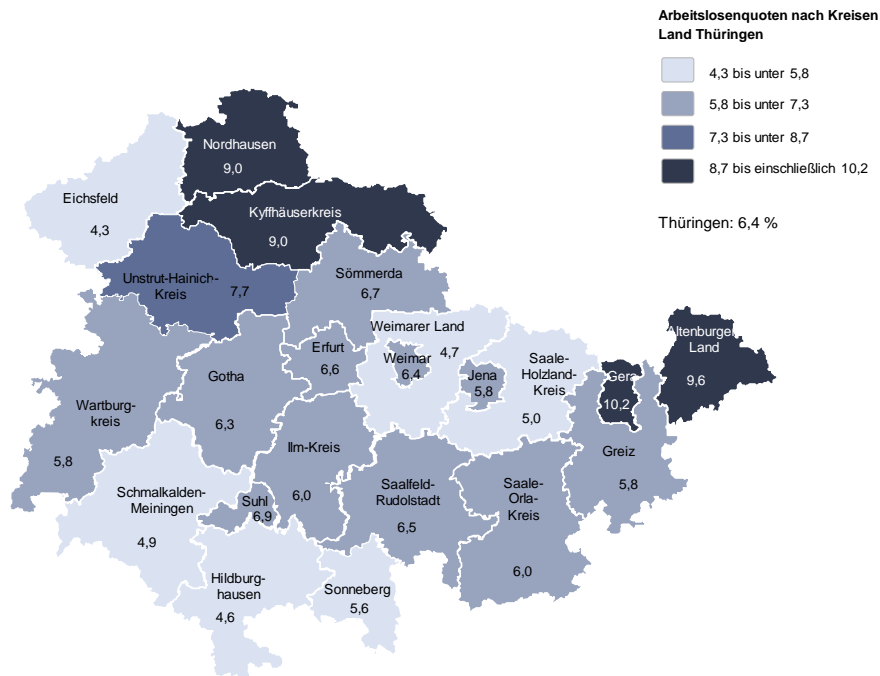 Arbeitslosenquoten nach Kreisen
Land Thüringen
4,3 bis unter 5,8
5,8 bis unter 7,3
7,3 bis unter 8,7
8,7 bis einschließlich 10,2
Thüringen: 6,4 %
Nordhausen
9,0
Eichsfeld
4,3
Kyffhäuserkreis
9,0
Unstrut-Hainich-
Kreis
7,7
Sömmerda
6,7
Weimarer Land
4,7
Altenburger
Land
9,6
Erfurt
6,6
Weimar
6,4
Jena
5,8
Saale-
Holzland-
Kreis
5,0
Gera
10,2
Gotha
6,3
Wartburg-
kreis
5,8
Ilm-Kreis
6,0
Greiz
5,8
Schmalkalden-
Meiningen
4,9
Suhl
6,9
Saalfeld-
Rudolstadt
6,5
Saale-
Orla-
Kreis
6,0
Hildburg-
hausen
4,6
Sonneberg
5,6